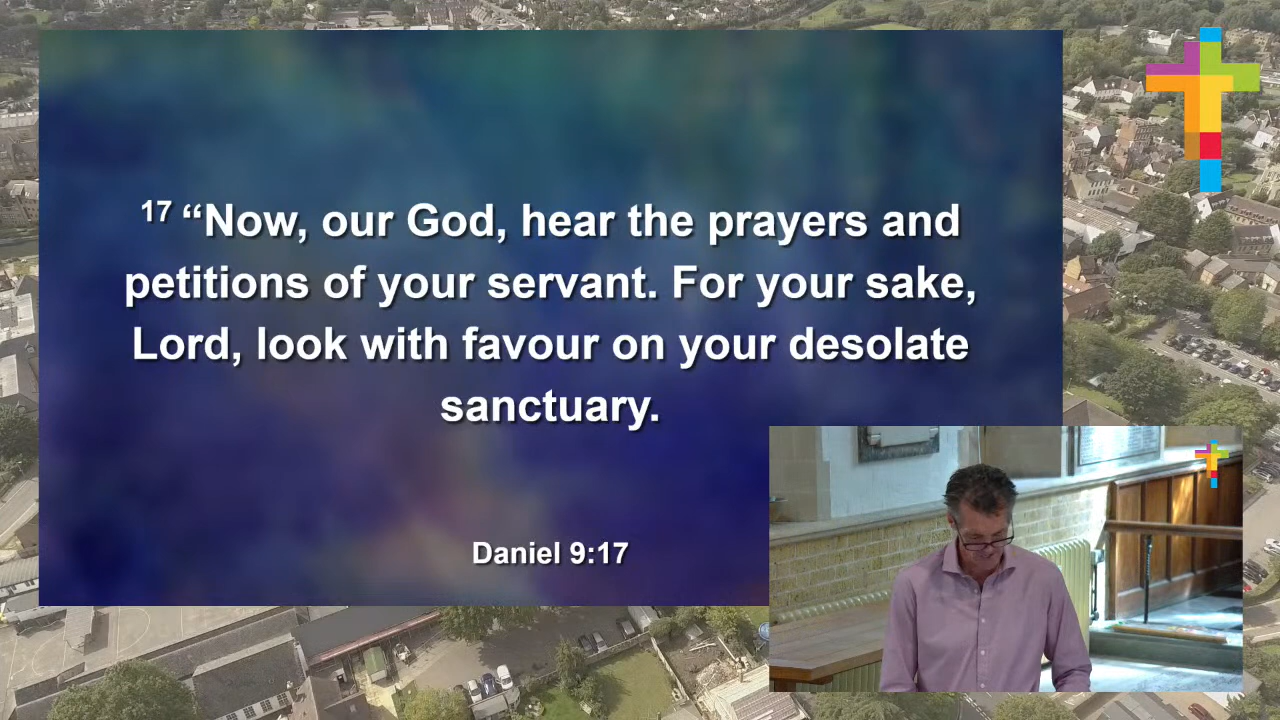 17 “Now, our God, hear the prayers and
petitions of your servant. For your sake,
Lord, look with favour on your desolate
sanctuary.
Daniel 9:17